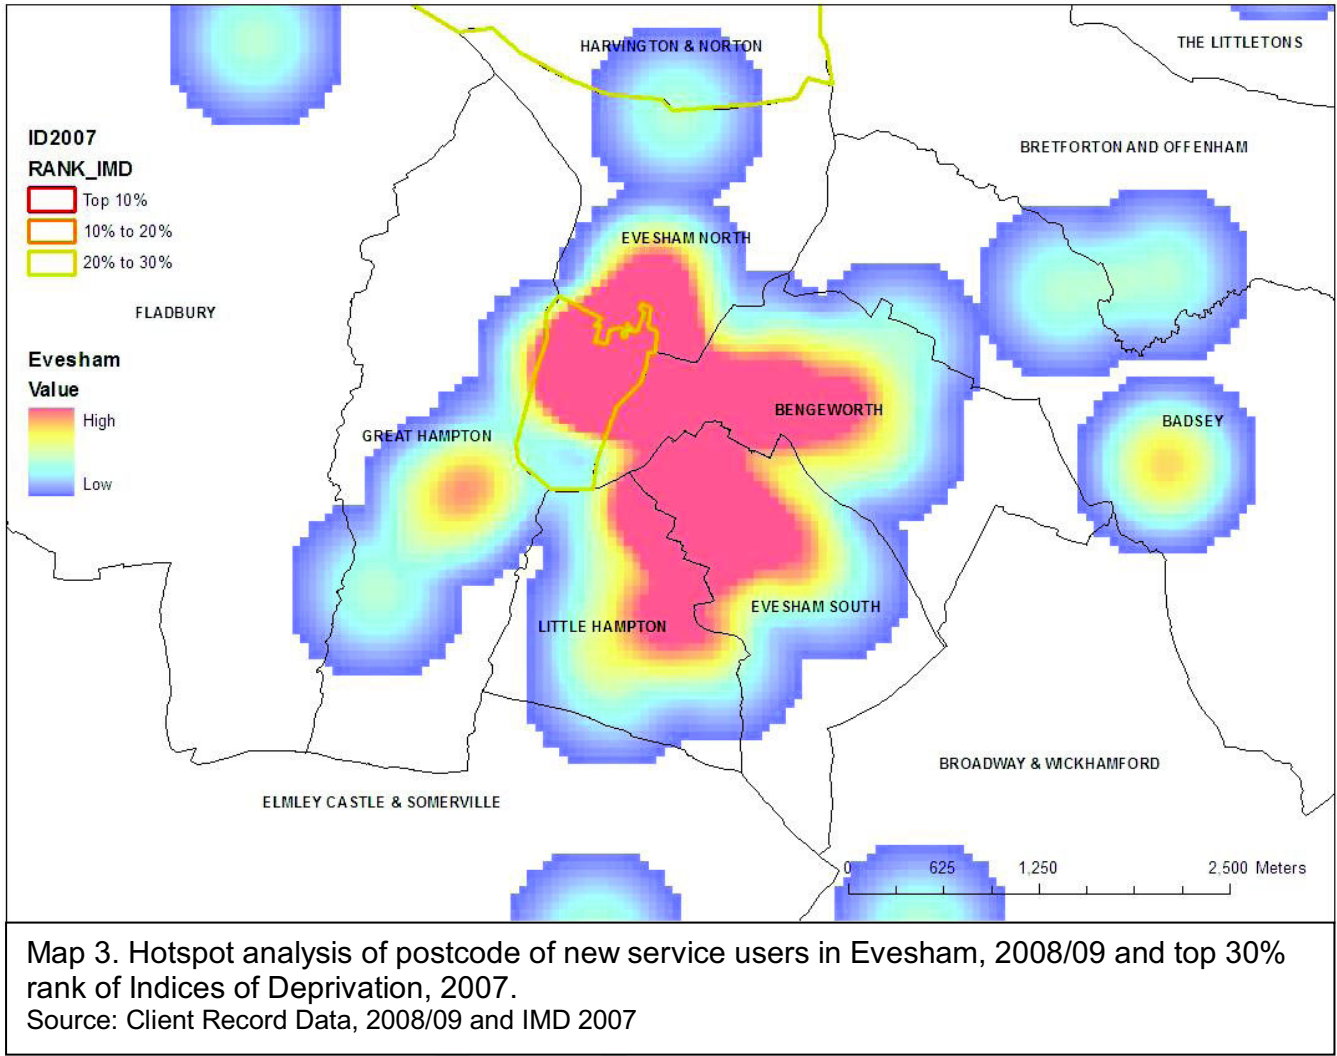 HARVINGTON & NORTON
THE LITTLETONS
ID2007
RANK_IMD
Top 10%
10% to 20%
20% to 30%
BRETFORTON AND OFFENHAM
EVESHAM NORTH
FLADBURY
Evesham
Value
High
Low
GREAT HAMPTON
BENGEWORTH
BADSEY
EVESHAM SOUTH
LITTLE HAMPTON
BROADWAY & WICKHAMFORD
ELMLEY CASTLE & SOMERVILLE
0 625 1,250 2,500 Meters
Map 3. Hotspot analysis of postcode of new service users in Evesham, 2008/09 and top 30%
rank of Indices of Deprivation, 2007.
Source: Client Record Data, 2008/09 and IMD 2007